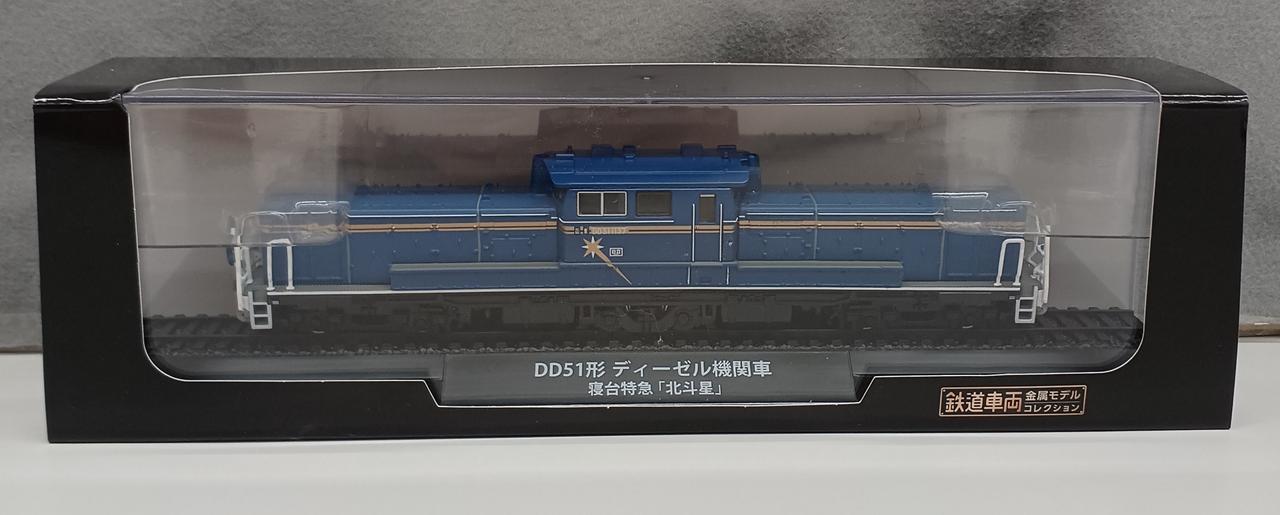 DD51形 ディーゼル機関車
寝台特急「北斗星」
鉄道車両
金属モデル
コレクション